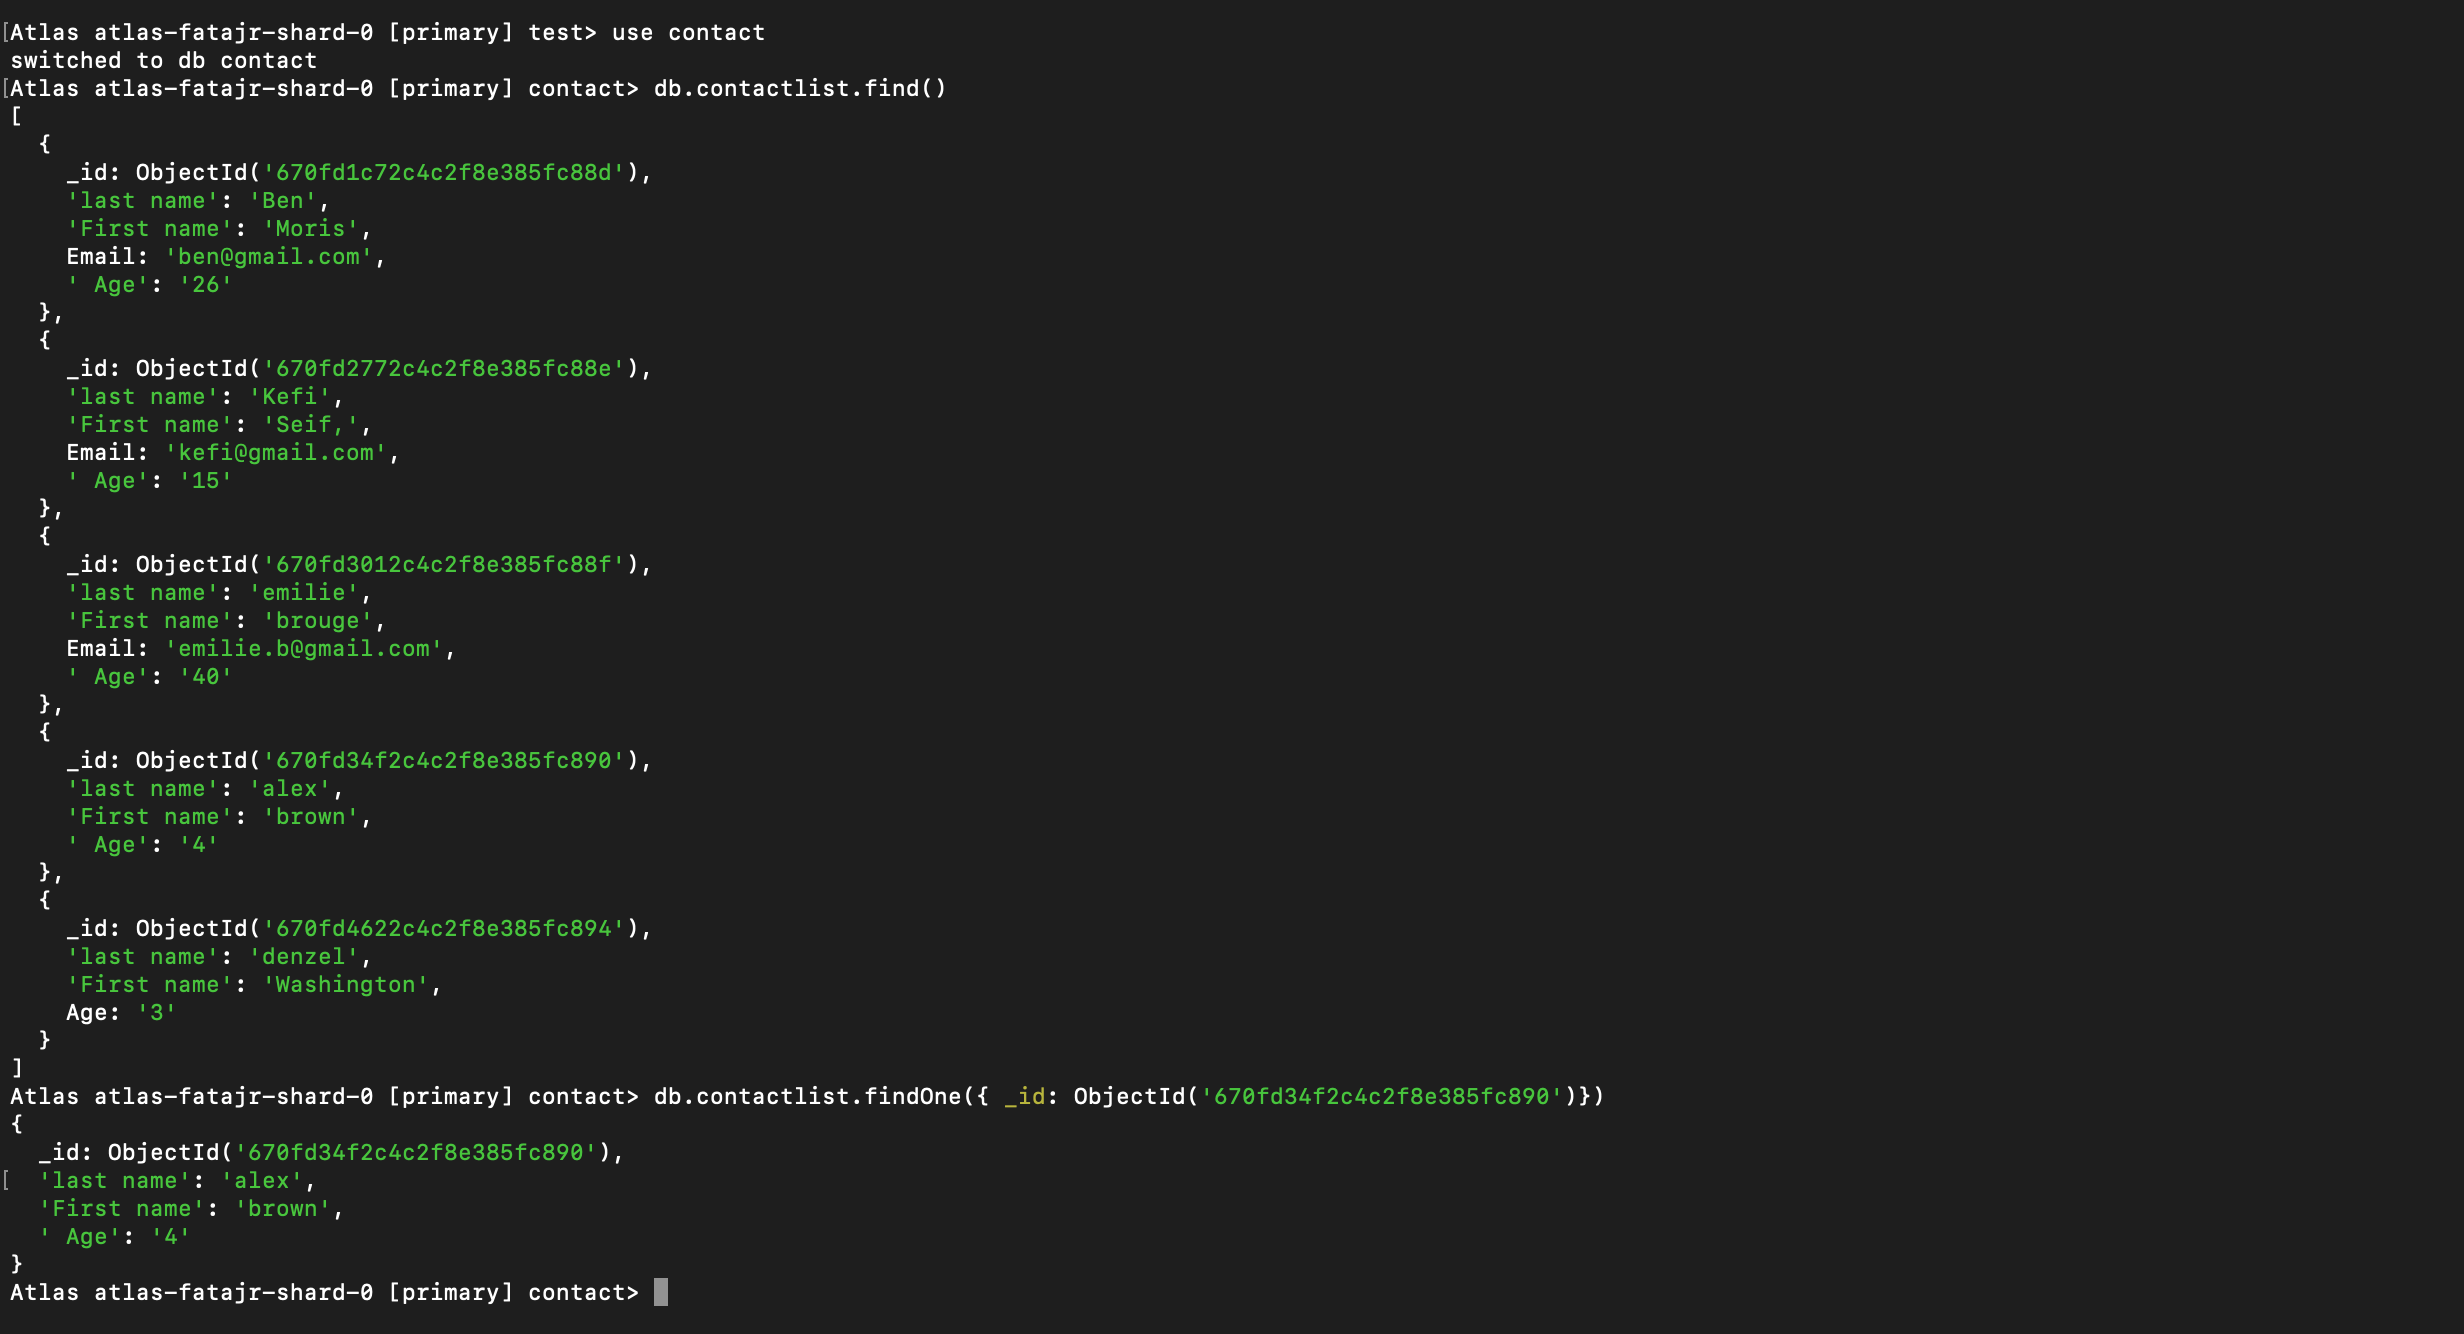 [Atlas atlas-fatajr-shard-0 [primary] test> use contact
switched to db contact
[Atlas atlas-fatajr-shard-0 [primary] contact> db.contactlist.find()
[
  {
    _id: ObjectId('670fd1c72c4c2f8e385fc88d'),
    'last name': 'Ben',
    'First name': 'Moris',
    Email: 'ben@gmail.com',
    ' Age': '26'
  },
  {
    _id: ObjectId('670fd2772c4c2f8e385fc88e'),
    'last name': 'Kefi',
    'First name': 'Seif,',
    Email: 'kefi@gmail.com',
    ' Age': '15'
  },
  {
    _id: ObjectId('670fd3012c4c2f8e385fc88f'),
    'last name': 'emilie',
    'First name': 'brouge',
    Email: 'emilie.b@gmail.com',
    ' Age': '40'
  },
  {
    _id: ObjectId('670fd34f2c4c2f8e385fc890'),
    'last name': 'alex',
    'First name': 'brown',
    ' Age': '4'
  },
  {
    _id: ObjectId('670fd4622c4c2f8e385fc894'),
    'last name': 'denzel',
    'First name': 'Washington',
    Age: '3'
  }
]
Atlas atlas-fatajr-shard-0 [primary] contact> db.contactlist.findOne({ _id: ObjectId('670fd34f2c4c2f8e385fc890')})
{
  _id: ObjectId('670fd34f2c4c2f8e385fc890'),
[  'last name': 'alex',
  'First name': 'brown',
  ' Age': '4'
}
Atlas atlas-fatajr-shard-0 [primary] contact>